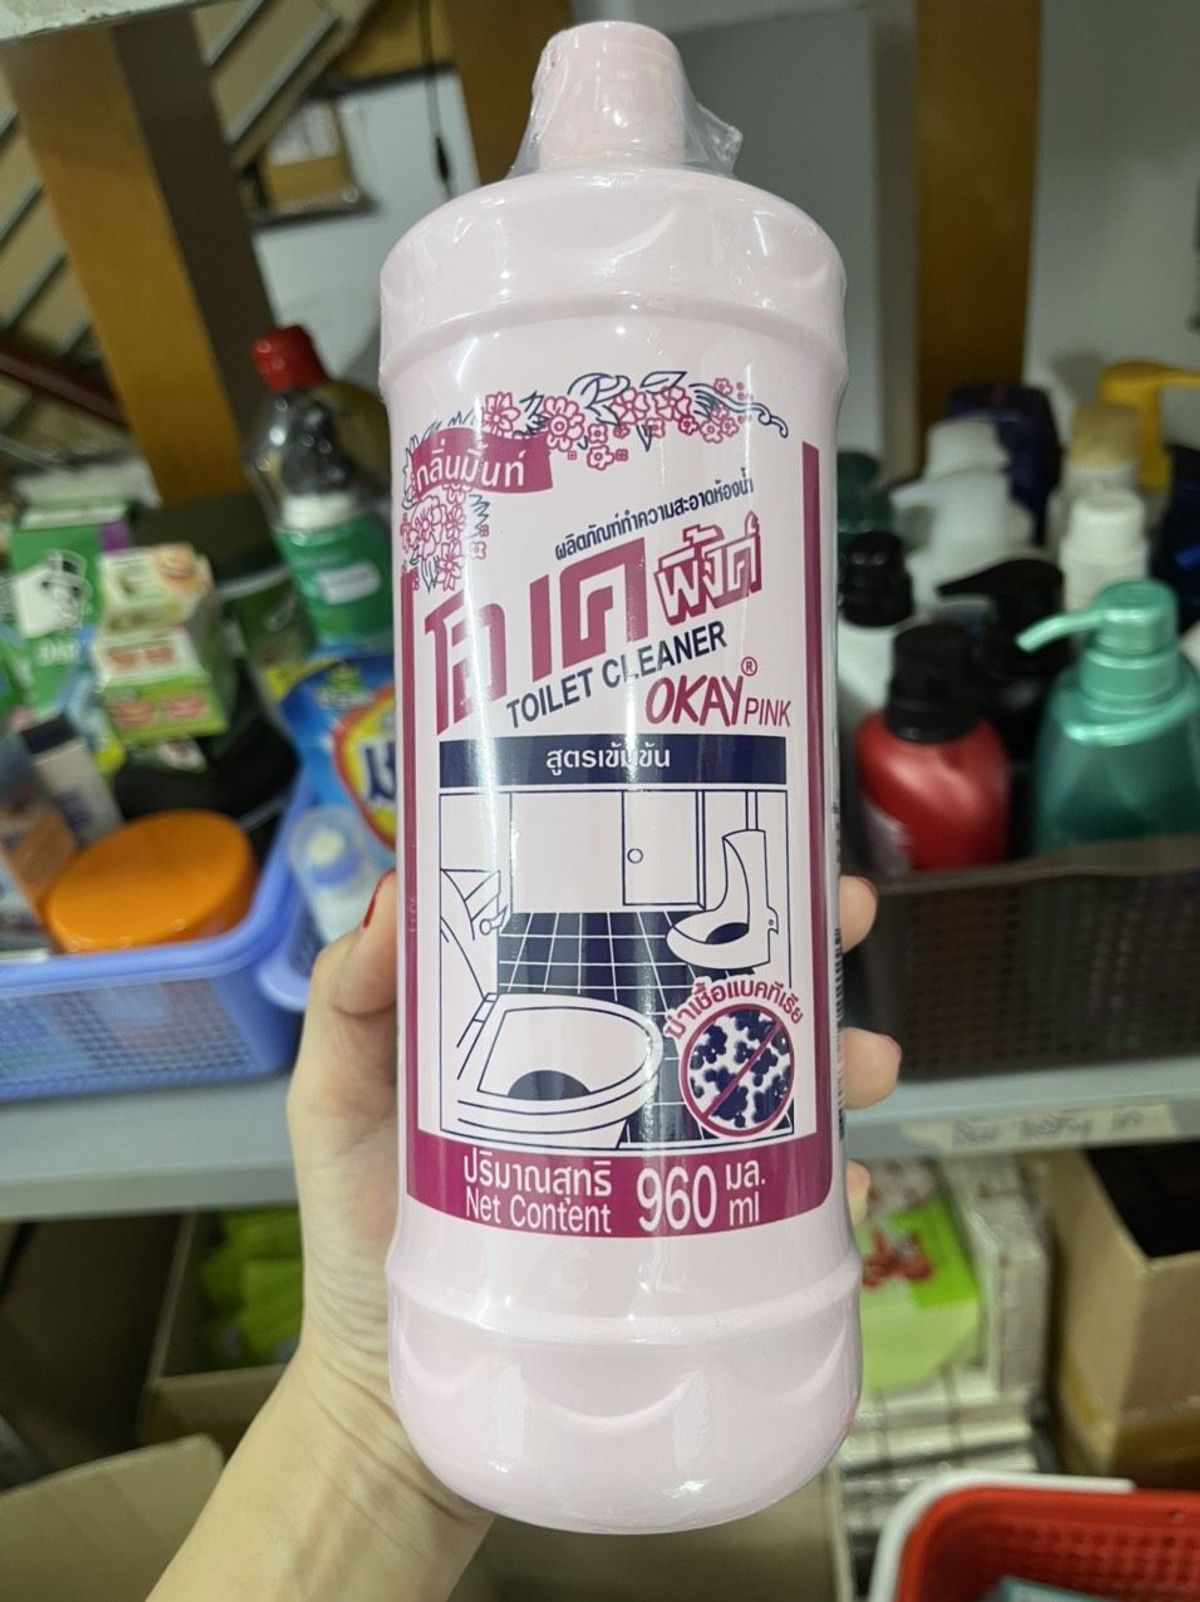 กลิ่นมิ้นท์
ผลิตภัณฑ์ทำความสะอาดห้องน้ำ
โอเค พิ้งค์
TOILET CLEANER
OKAY® PINK
สูตรเข้มข้น
ฆ่าเชื้อแบคทีเรีย
ปริมาณสุทธิ 960 มล.
Net Content ml